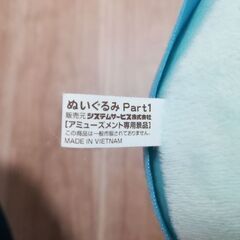 ぬいぐるみ Part1
販売元 システムサービス株式会社
【アミューズメント専用景品】
この商品は一般市販されておりません
MADE IN VIETNAM